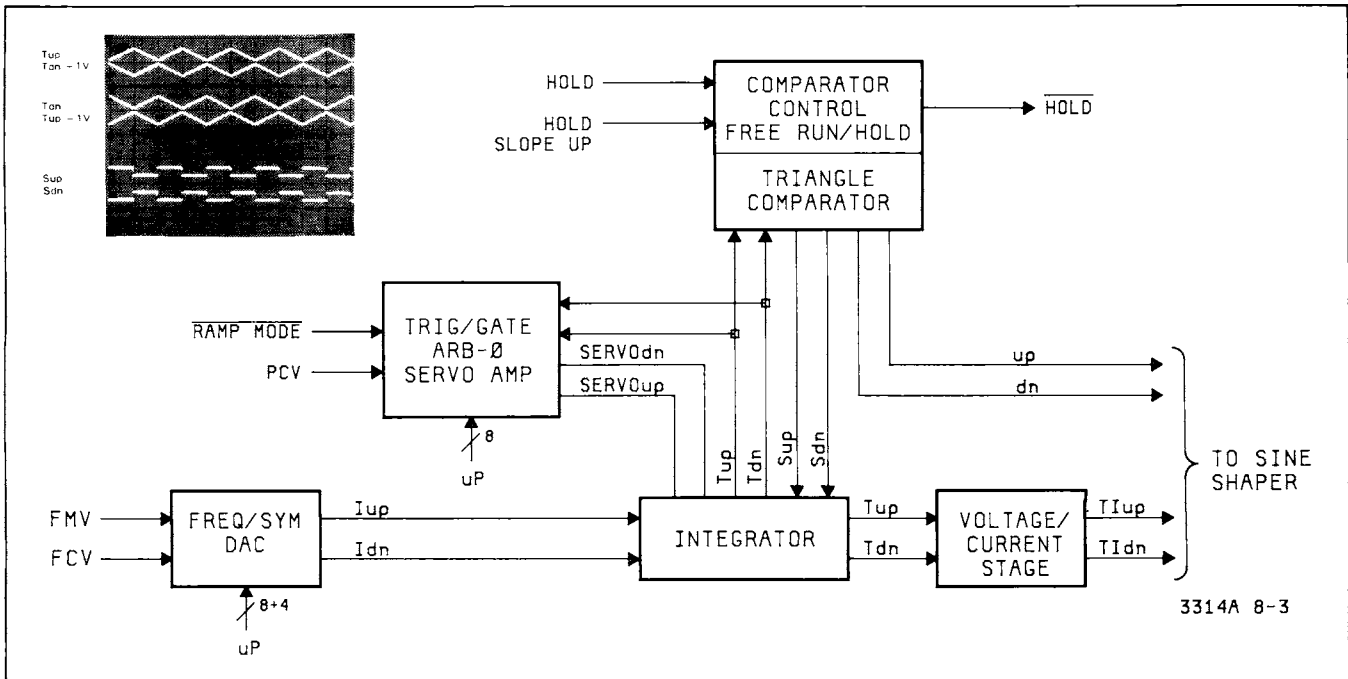 Tup
Tan - 1V
Tan
Tup - 1V
Sup
Sdn
HOLD
HOLD
SLOPE UP
COMPARATOR
CONTROL
FREE RUN/HOLD
TRIANGLE
COMPARATOR
HOLD
RAMP MODE
PCV
TRIG/GATE
ARB-Ø
SERVO AMP
SERVOdn
SERVOup
8
uP
Tup
Tdn
Sup
Sdn
up
dn
TO SINE
SHAPER
FMV
FCV
FREQ/SYM
DAC
Iup
Idn
8+4
uP
INTEGRATOR
Tup
Tdn
VOLTAGE/
CURRENT
STAGE
TIup
TIdn
3314A 8-3